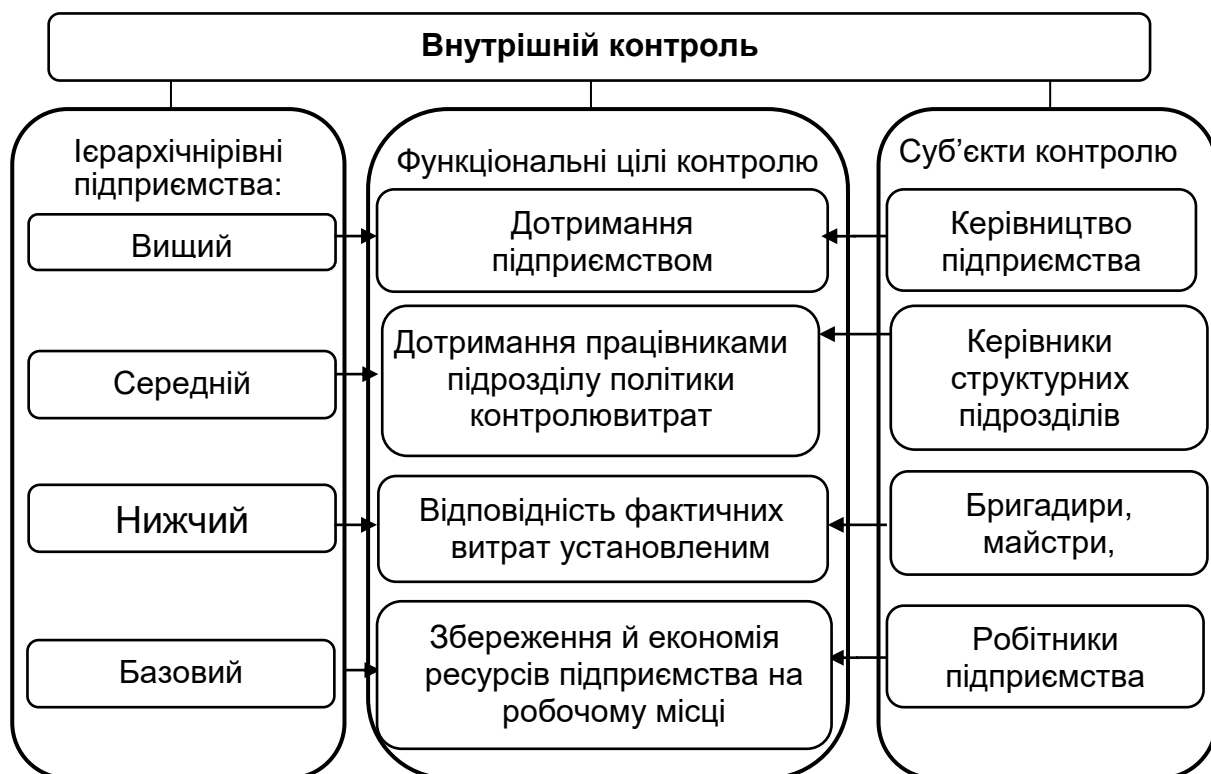 Внутрішній контроль
Ієрархічнірівні
підприємства:
Вищий
Середній
Нижчий
Базовий
Функціональні цілі контролю
Дотримання
підприємством
Дотримання працівниками
підрозділу політики
контролювитрат
Відповідність фактичних
витрат установленим
Збереження й економія
ресурсів підприємства на
робочому місці
Суб’єкти контролю
Керівництво
підприємства
Керівники
структурних
підрозділів
Бригадири,
майстри,
Робітники
підприємства